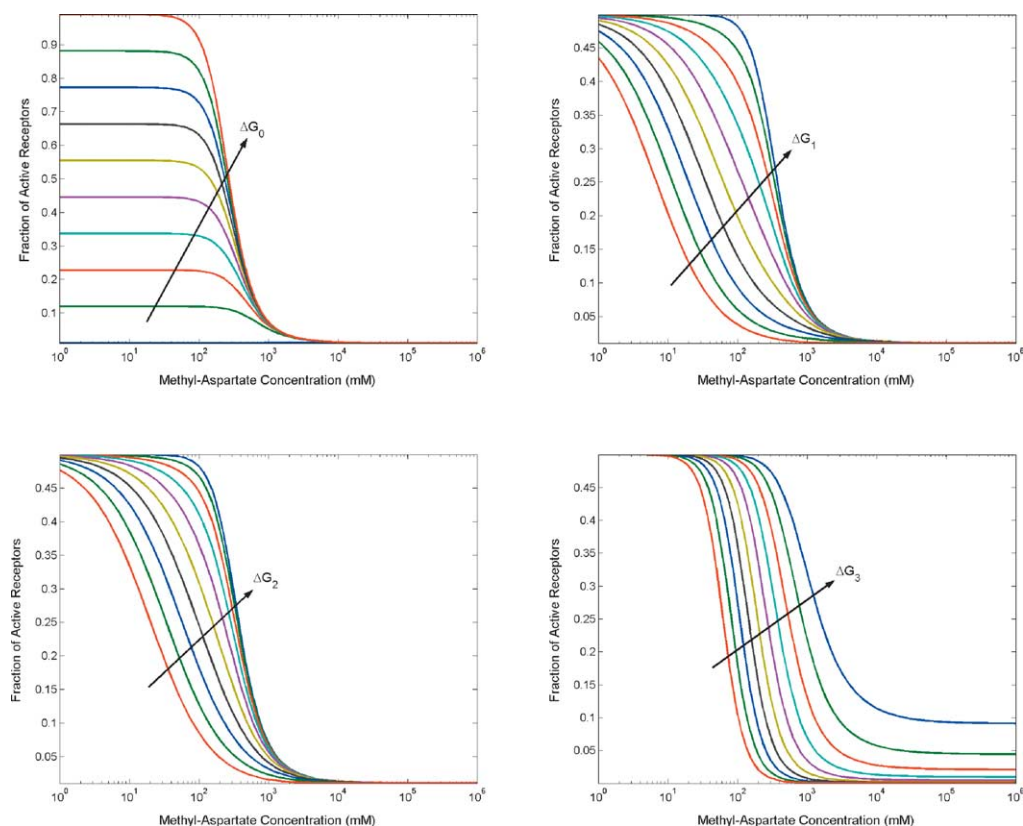 0.9
0.8
0.7
0.6
0.5
0.4
0.3
0.2
0.1
Fraction of Active Receptors
ΔG0
10^0 10^1 10^2 10^3 10^4 10^5 10^6
Methyl-Aspartate Concentration (mM)
0.45
0.4
0.35
0.3
0.25
0.2
0.15
0.1
0.05
Fraction of Active Receptors
ΔG1
10^0 10^1 10^2 10^3 10^4 10^5 10^6
Methyl-Aspartate Concentration (mM)
0.45
0.4
0.35
0.3
0.25
0.2
0.15
0.1
0.05
Fraction of Active Receptors
ΔG2
10^0 10^1 10^2 10^3 10^4 10^5 10^6
Methyl-Aspartate Concentration (mM)
0.45
0.4
0.35
0.3
0.25
0.2
0.15
0.1
0.05
Fraction of Active Receptors
ΔG3
10^0 10^1 10^2 10^3 10^4 10^5 10^6
Methyl-Aspartate Concentration (mM)